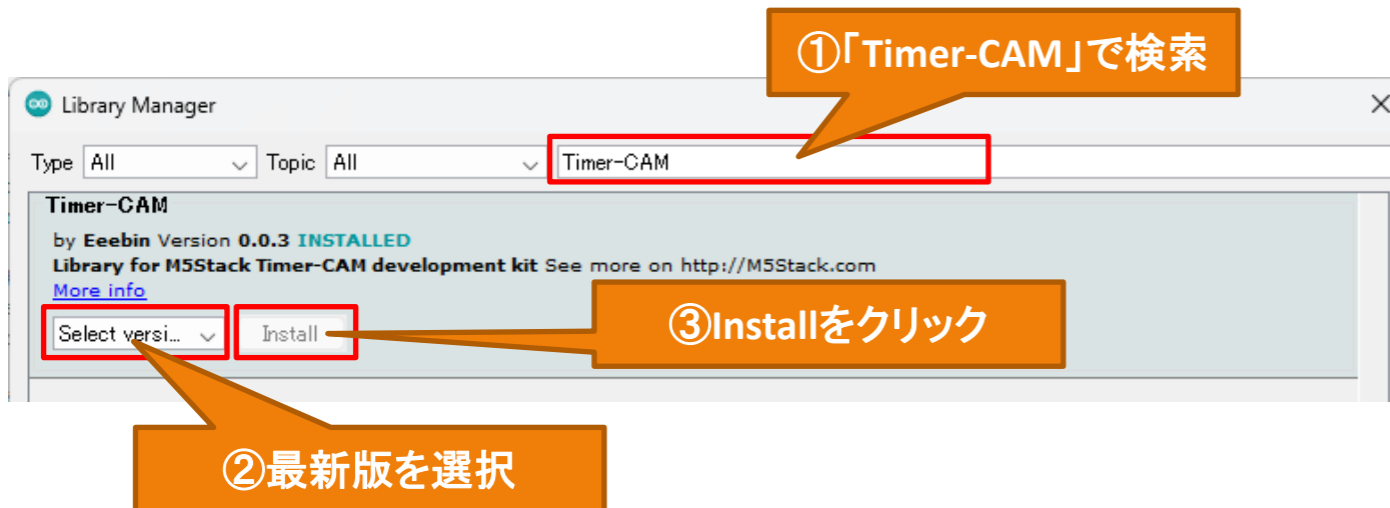 ①「Timer-CAM」で検索
Library Manager
Type All Topic All Timer-CAM
Timer-CAM
by Eeebin Version 0.0.3 INSTALLED
Library for M5Stack Timer-CAM development kit See more on http://M5Stack.com
More info
Select versi... Install
③Installをクリック
②最新版を選択